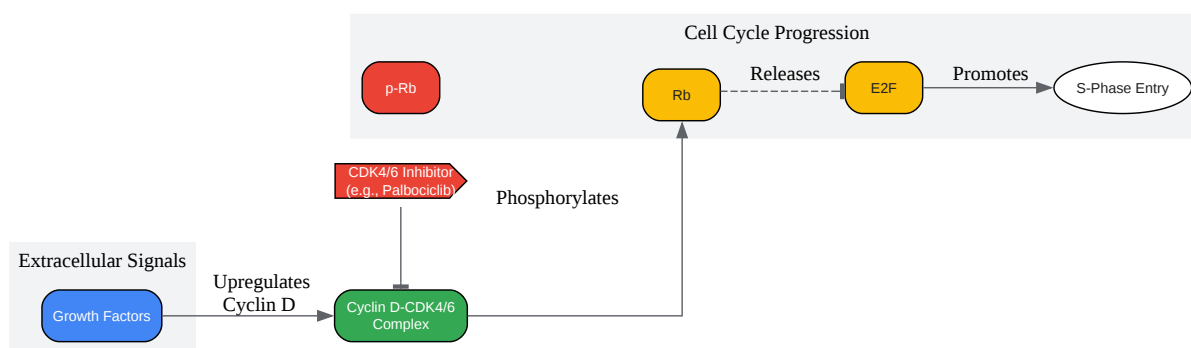 Cell Cycle Progression
p-Rb
Rb
Releases
E2F
Promotes
S-Phase Entry
CDK4/6 Inhibitor
(e.g., Palbociclib)
Phosphorylates
Extracellular Signals
Growth Factors
Upregulates
Cyclin D
Cyclin D-CDK4/6
Complex